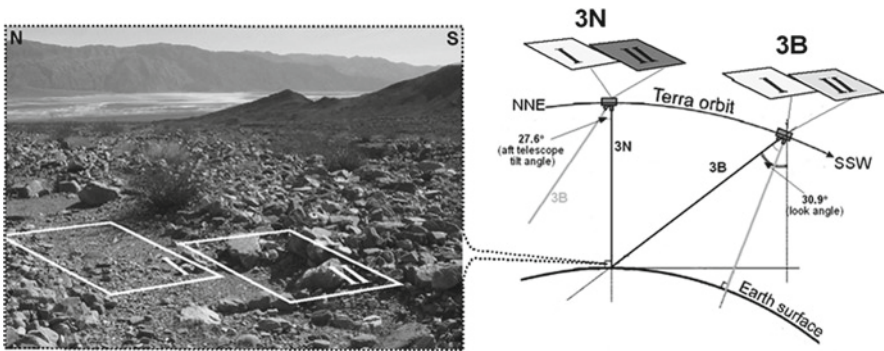 N
S
I
II
3N
I
II
3B
I
II
NNE
Terra orbit
27.6°
(aft telescope
tilt angle)
3N
3B
3B
SSW
30.9°
(look angle)
Earth surface